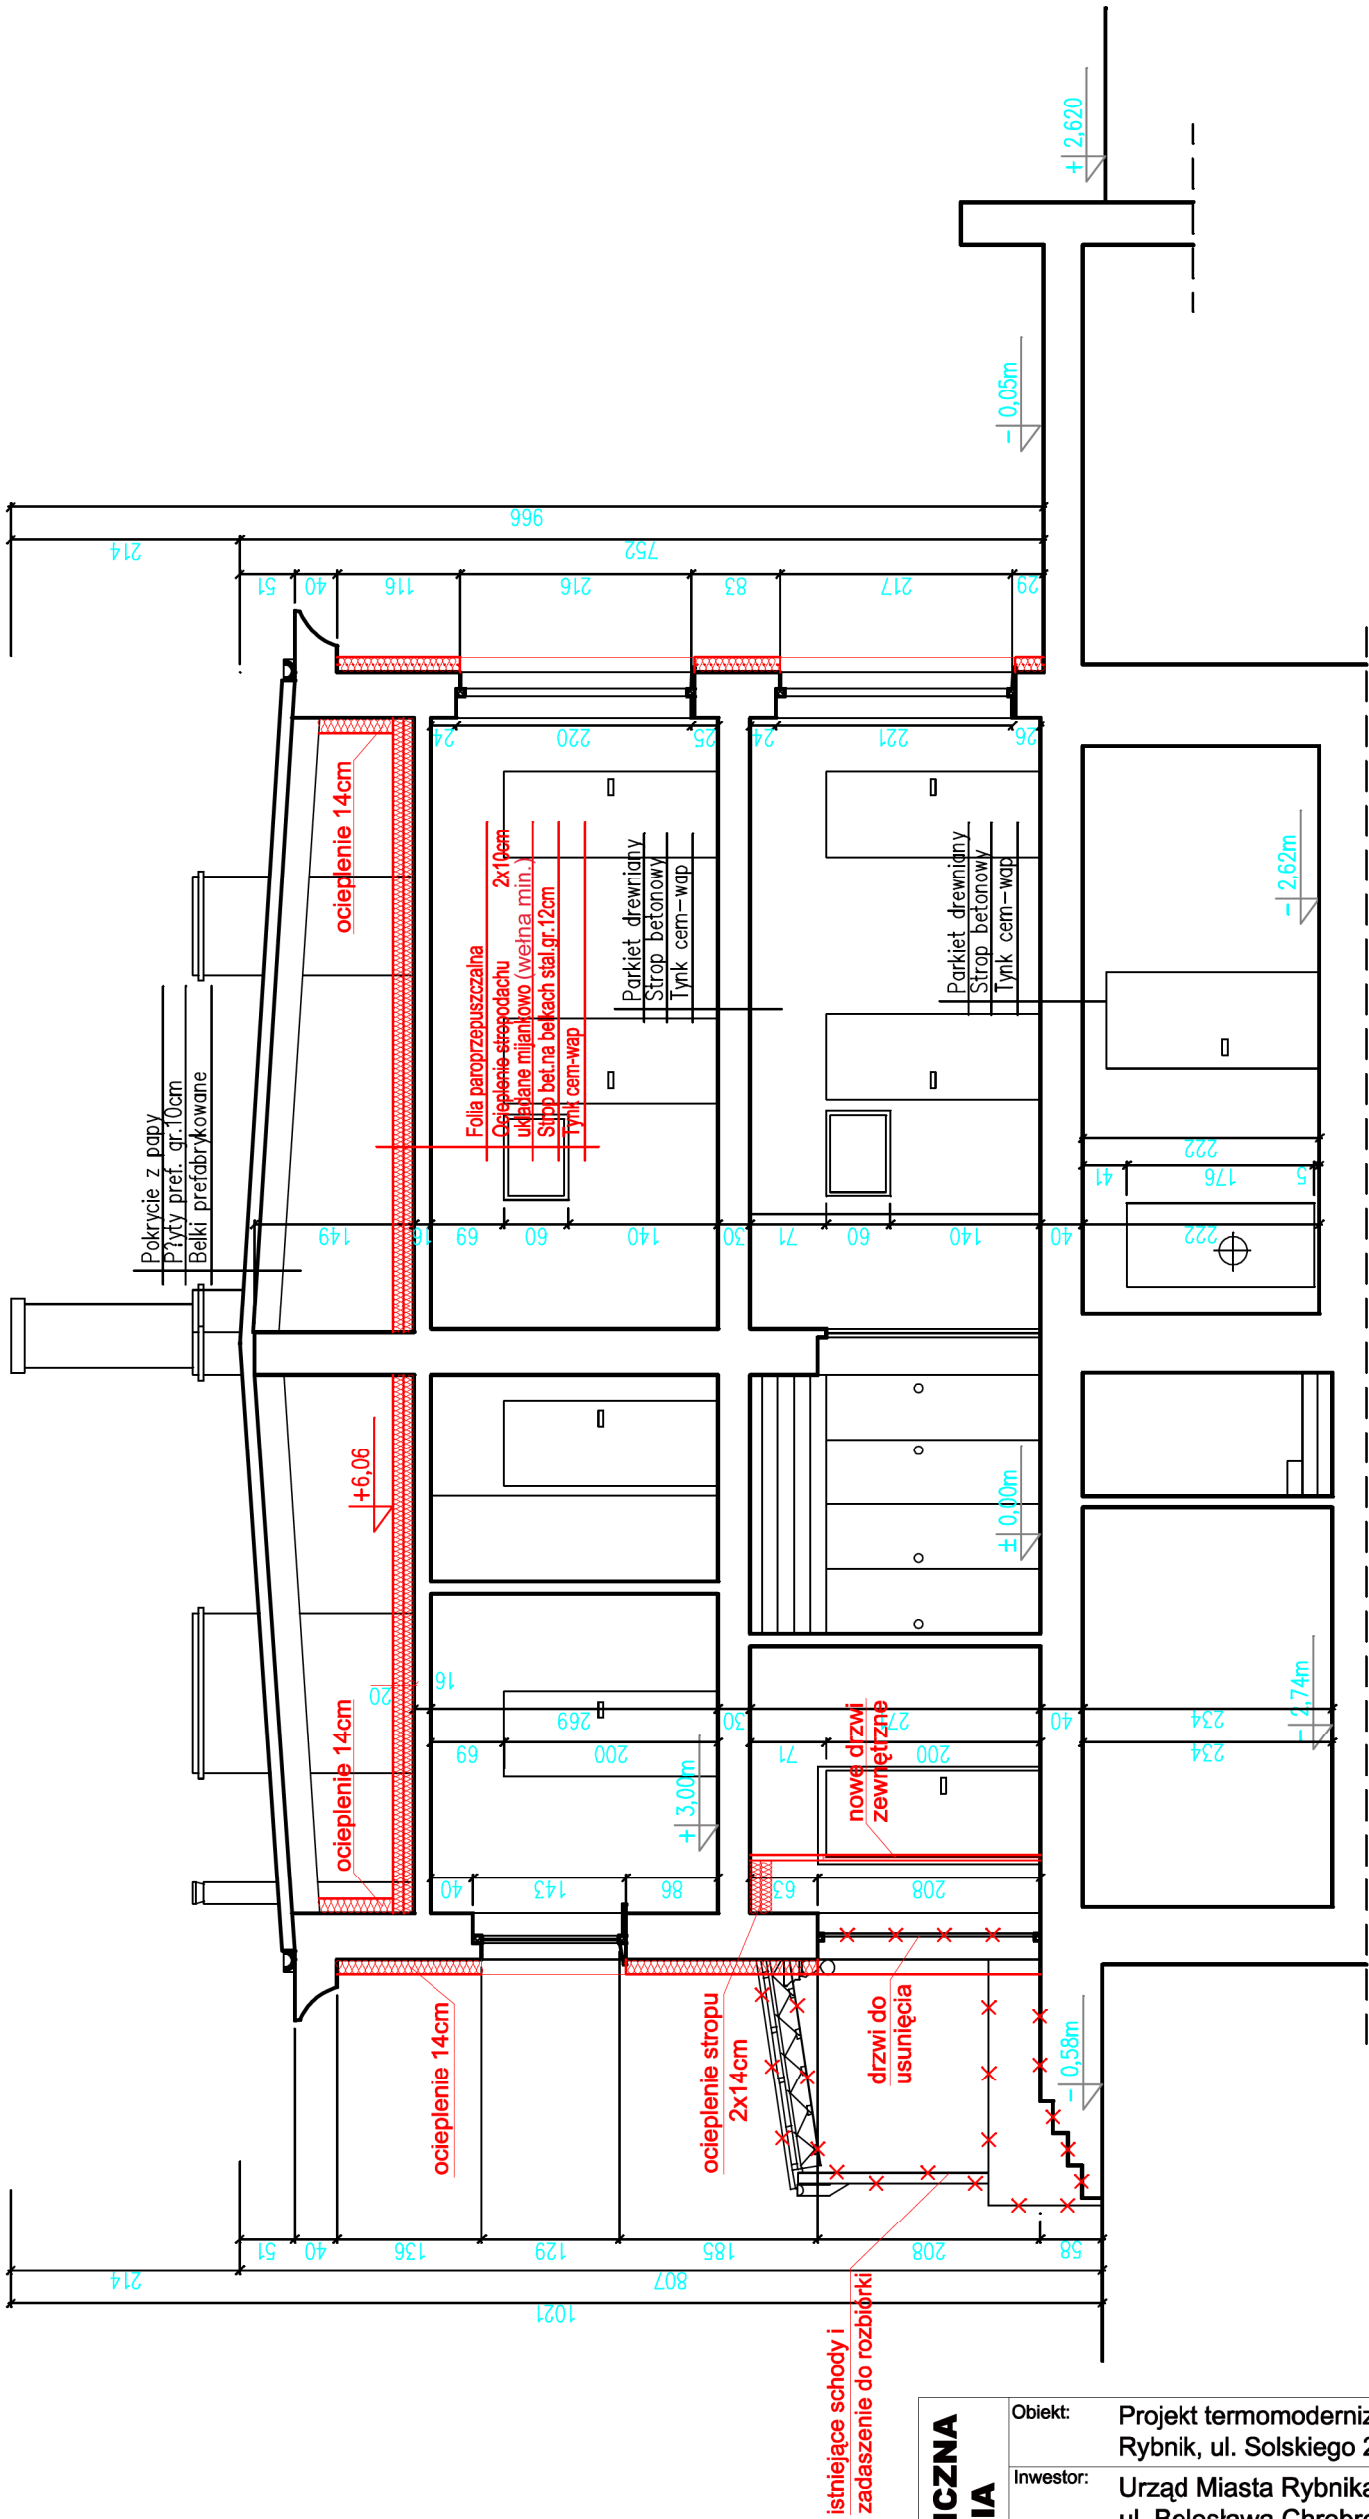 + 2,620
- 0,05m
966
214
752
51
40
116
216
83
217
29
ocieplenie 14cm
24
220
25
24
221
26
Folia paroprzepuszczalna
Ocieplenie stropodachu 2x10cm
układane mijankowo (wełna min.)
Strop bet.na belkach stal.gr.12cm
Tynk cem-wap
Parkiet drewniany
Strop betonowy
Tynk cem-wap
Parkiet drewniany
Strop betonowy
Tynk cem-wap
- 2,62m
Pokrycie z papy
P?yty pref. gr.10cm
Belki prefabrykowane
149
16
69
60
140
30
71
60
140
40
222
41
176
5
222
+6,06
± 0,00m
ocieplenie 14cm
20
16
269
30
40
234
69
200
71
200
234
+ 3,00m
nowe drzwi
zewnętrzne
- 2,74m
40
143
86
63
208
ocieplenie 14cm
ocieplenie stropu
2x14cm
drzwi do
usunięcia
- 0,58m
51
40
136
129
185
208
58
214
807
1021
istniejące schody i
zadaszenie do rozbiórki
Obiekt:
Rybnik, ul. Solskiego
Inwestor:
Urząd Miasta Rybnika